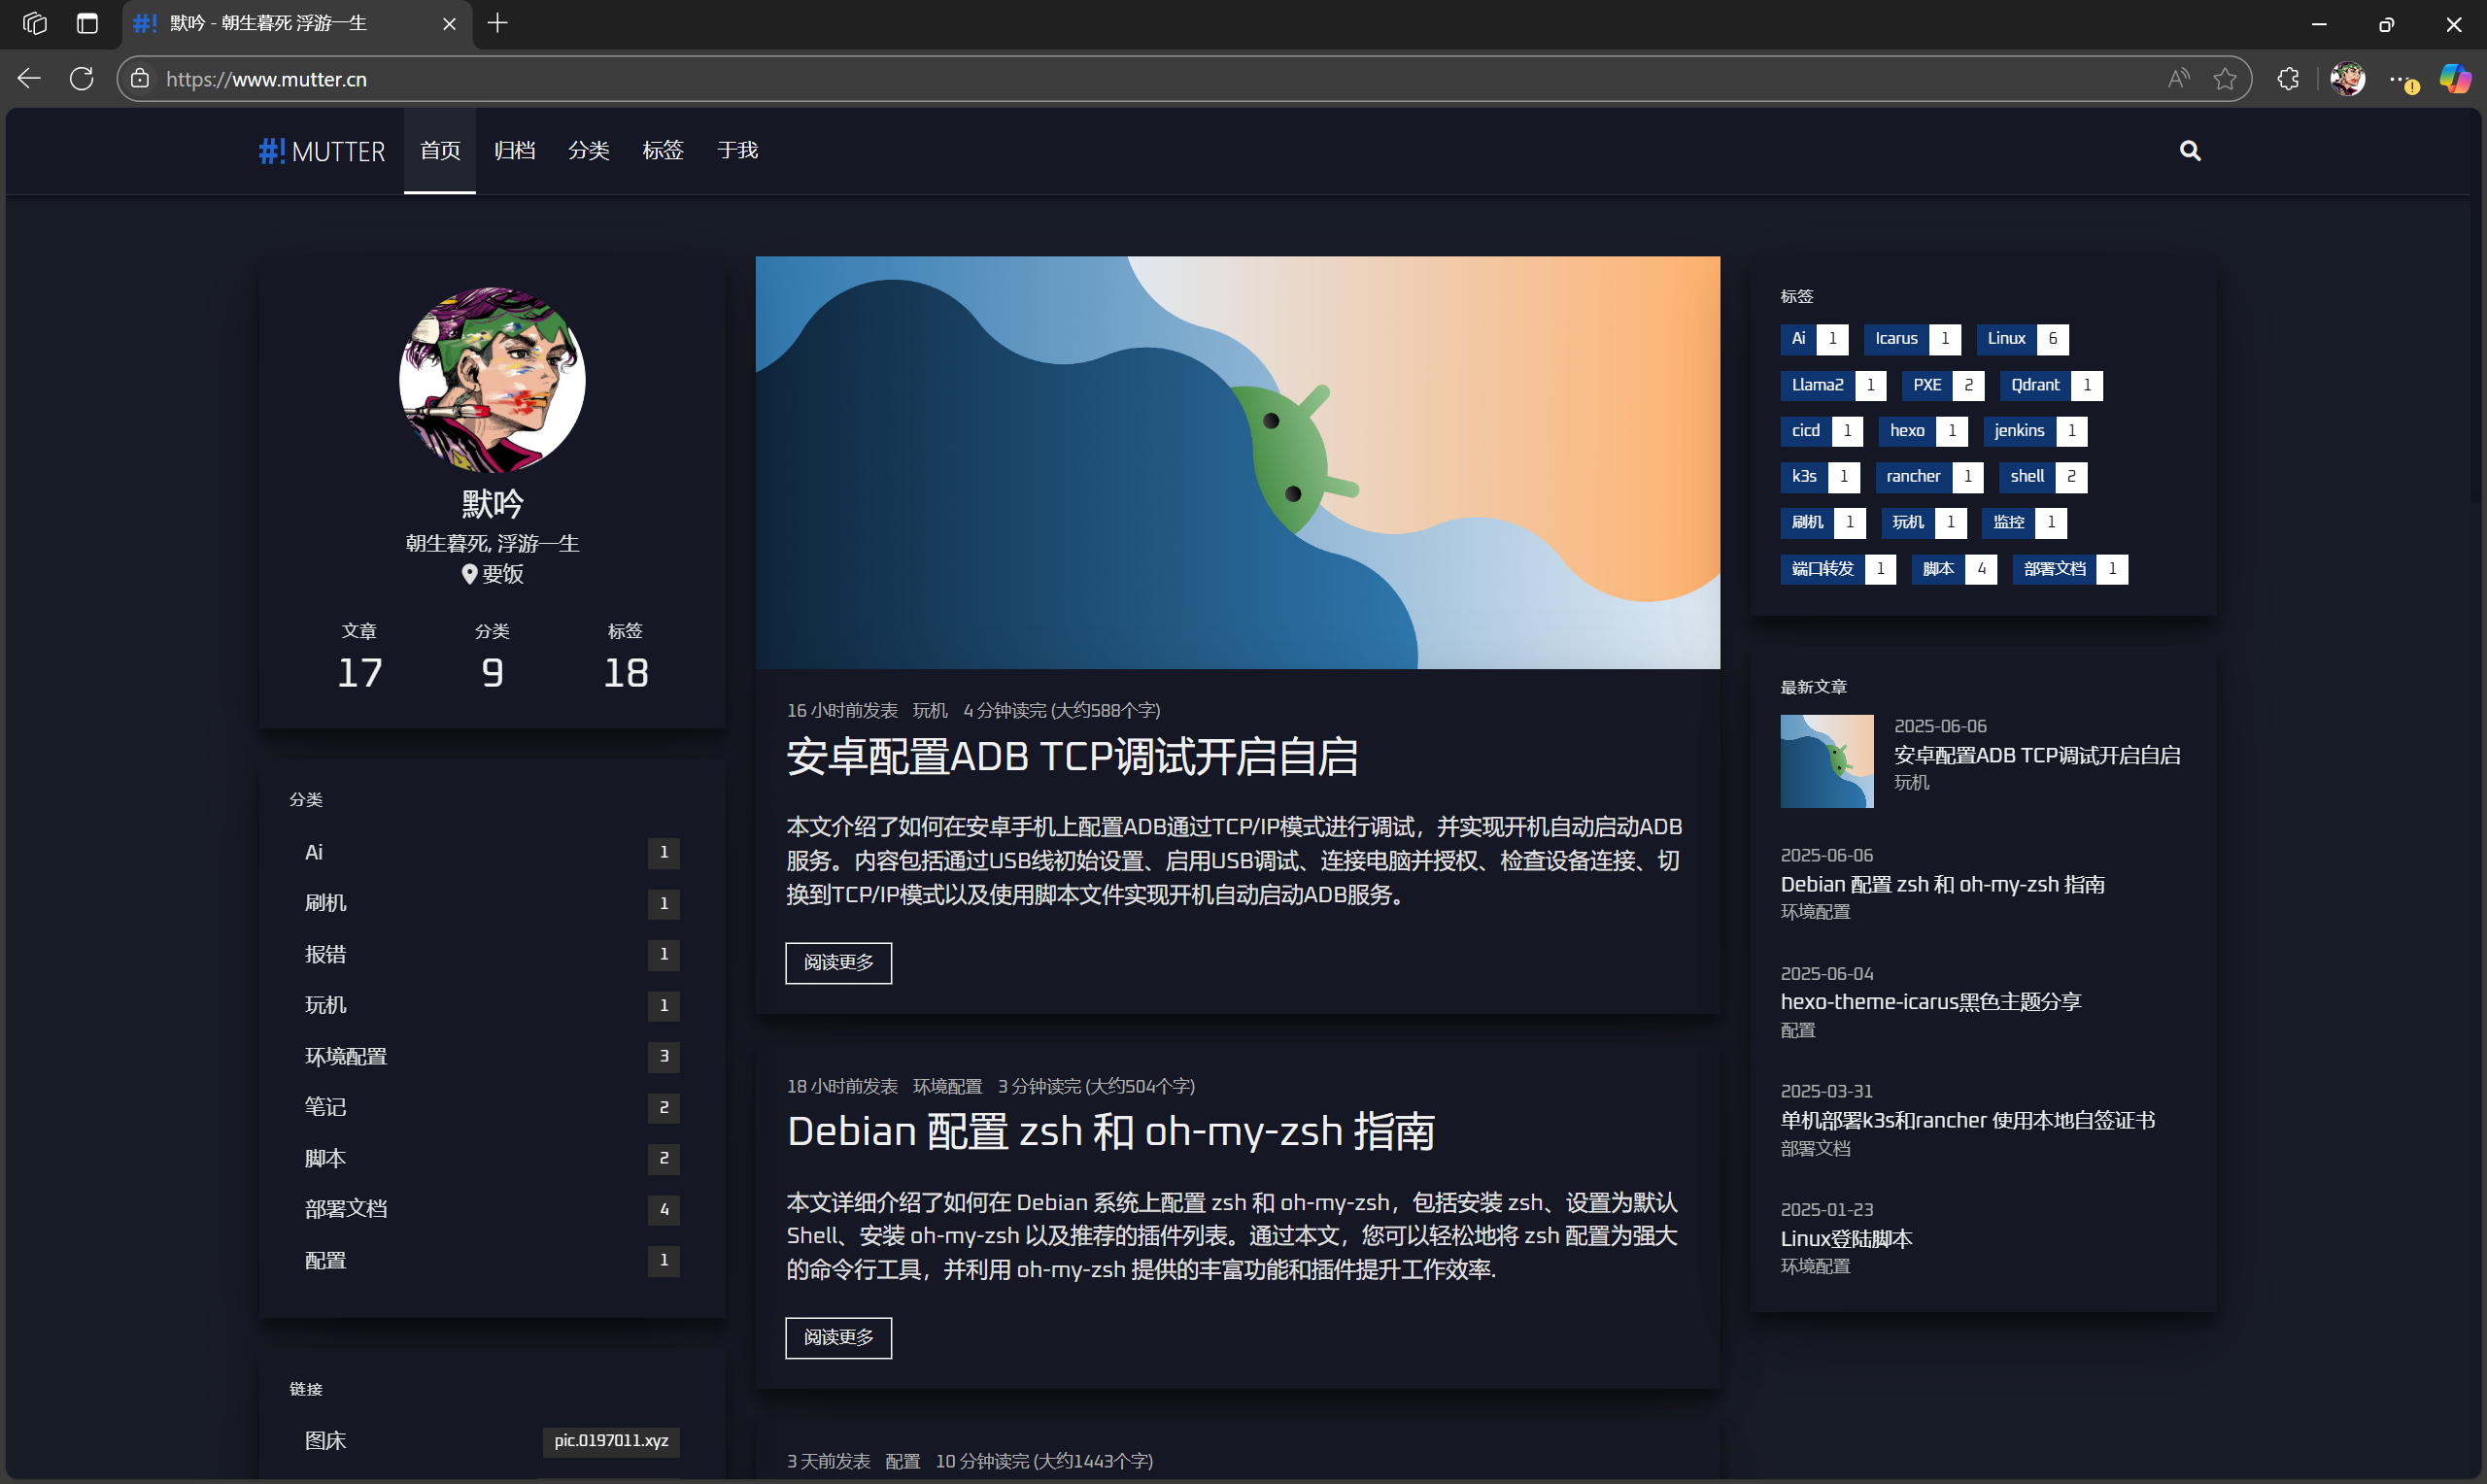 #! 默吟 - 朝生暮死 浮游一生
https://www.mutter.cn
#! MUTTER 首页 归档 分类 标签 于我
默吟
朝生暮死, 浮游一生
要饭
文章 分类 标签
17 9 18
分类
Ai 1
刷机 1
报错 1
玩机 1
环境配置 3
笔记 2
脚本 2
部署文档 4
配置 1
链接
图床 pic.0197011.xyz
16 小时前发表 玩机 4 分钟读完 (大约588个字)
安卓配置ADB TCP调试开启自启
本文介绍了如何在安卓手机上配置ADB通过TCP/IP模式进行调试，并实现开机自动启动ADB
服务。内容包括通过USB线初始设置、启用USB调试、连接电脑并授权、检查设备连接、切
换到TCP/IP模式以及使用脚本文件实现开机自动启动ADB服务。
阅读更多
18 小时前发表 环境配置 3 分钟读完 (大约504个字)
Debian 配置 zsh 和 oh-my-zsh 指南
本文详细介绍了如何在 Debian 系统上配置 zsh 和 oh-my-zsh，包括安装 zsh、设置为默认
Shell、安装 oh-my-zsh 以及推荐的插件列表。通过本文，您可以轻松地将 zsh 配置为强大
的命令行工具，并利用 oh-my-zsh 提供的丰富功能和插件提升工作效率.
阅读更多
3 天前发表 配置 10 分钟读完 (大约1443个字)
标签
Ai 1 Icarus 1 Linux 6
Llama2 1 PXE 2 Qdrant 1
cicd 1 hexo 1 jenkins 1
k3s 1 rancher 1 shell 2
刷机 1 玩机 1 监控 1
端口转发 1 脚本 4 部署文档 1
最新文章
2025-06-06
安卓配置ADB TCP调试开启自启
玩机
2025-06-06
Debian 配置 zsh 和 oh-my-zsh 指南
环境配置
2025-06-04
hexo-theme-icarus黑色主题分享
配置
2025-03-31
单机部署k3s和rancher 使用本地自签证书
部署文档
2025-01-23
Linux登陆脚本
环境配置